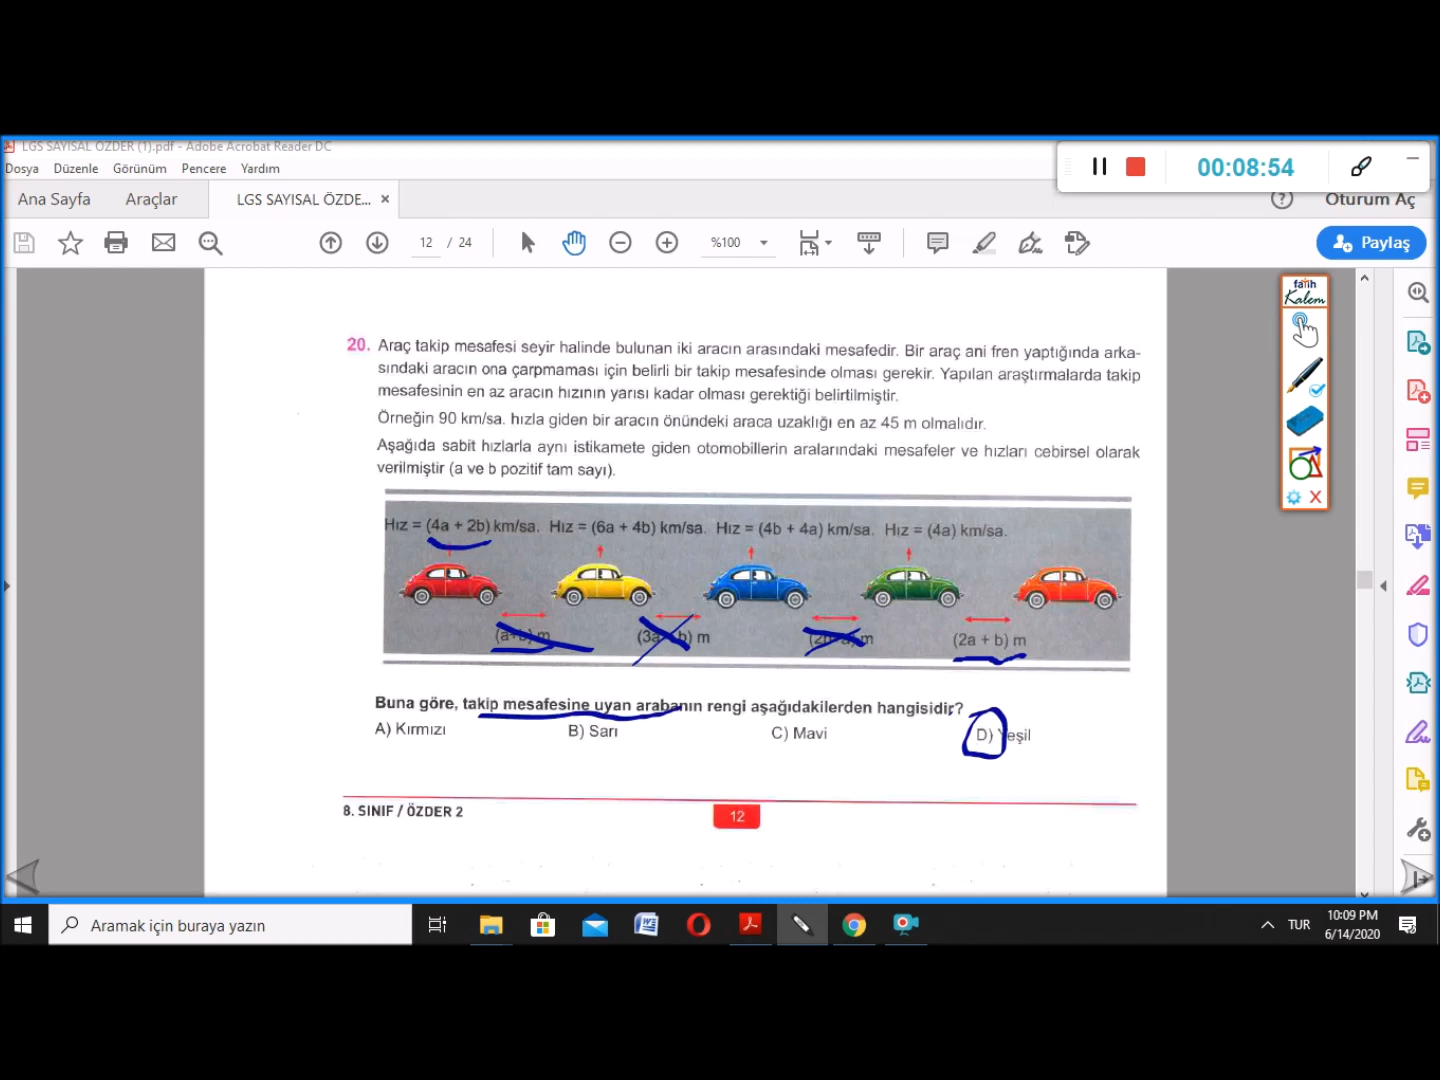 LGS SAYISAL ÖZDER (1).pdf - Adobe Acrobat Reader DC
Dosya Düzenle Görünüm Pencere Yardım
00:08:54
Ana Sayfa Araçlar LGS SAYISAL ÖZDE... × ? Oturum Aç
12 / 24 %100 Paylaş
fatih
Kalem
20. Araç takip mesafesi seyir halinde bulunan iki aracın arasındaki mesafedir. Bir araç ani fren yaptığında arka-
sındaki aracın ona çarpmaması için belirli bir takip mesafesinde olması gerekir. Yapılan araştırmalarda takip
mesafesinin en az aracın hızının yarısı kadar olması gerektiği belirtilmiştir.
Örneğin 90 km/sa. hızla giden bir aracın önündeki araca uzaklığı en az 45 m olmalıdır.
Aşağıda sabit hızlarla aynı istikamete giden otomobillerin aralarındaki mesafeler ve hızları cebirsel olarak
verilmiştir (a ve b pozitif tam sayı).
Hız = (4a + 2b) km/sa. Hız = (6a + 4b) km/sa. Hız = (4b + 4a) km/sa. Hız = (4a) km/sa.
(a+b) m (3a b) m m (2a + b) m
Buna göre, takip mesafesine uyan arabanın rengi aşağıdakilerden hangisidir?
A) Kırmızı B) Sarı C) Mavi D) Yeşil
8. SINIF / ÖZDER 2
12
Aramak için buraya yazın
TUR
10:09 PM
6/14/2020